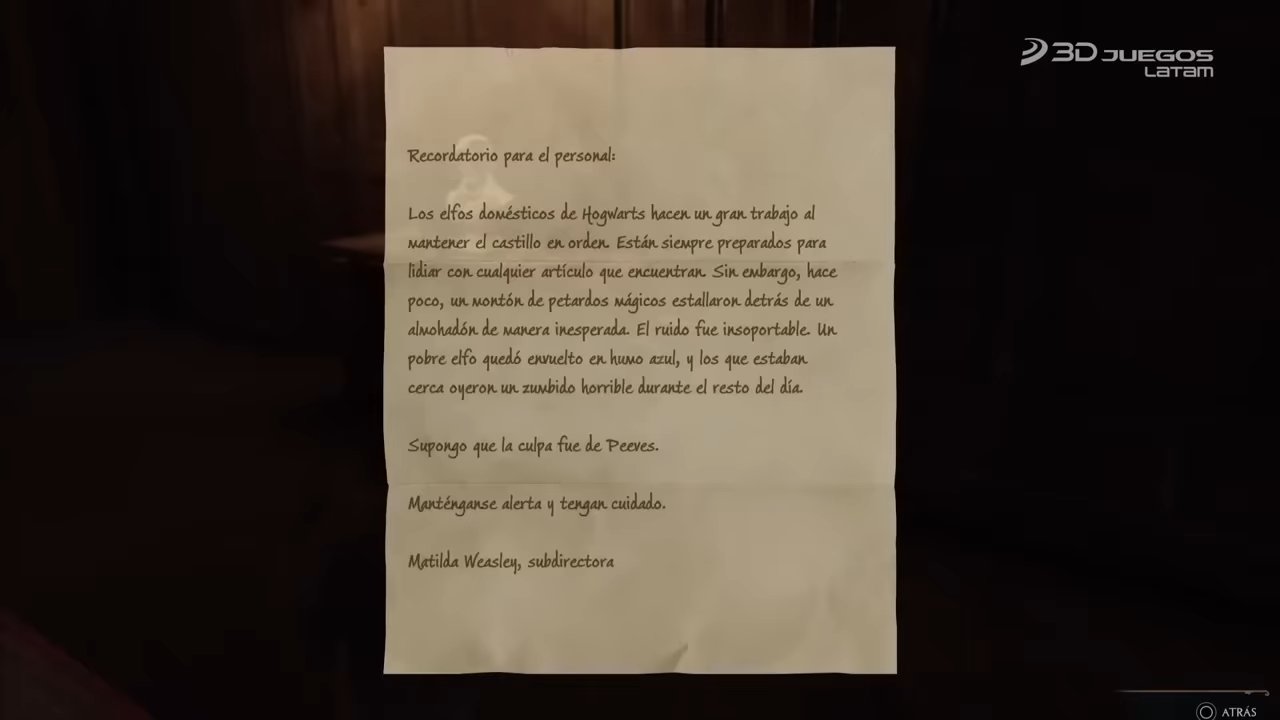 3D JUEGOS
LATAM
Recordatorio para el personal:
Los elfos domésticos de Hogwarts hacen un gran trabajo al
mantener el castillo en orden. Están siempre preparados para
lidiar con cualquier artículo que encuentran. Sin embargo, hace
poco, un montón de petardos mágicos estallaron detrás de un
almohadón de manera inesperada. El ruido fue insoportable. Un
pobre elfo quedó envuelto en humo azul, y los que estaban
cerca oyeron un zumbido horrible durante el resto del día.
Supongo que la culpa fue de Peeves.
Manténganse alerta y tengan cuidado.
Matilda Weasley, subdirectora
ATRÁS